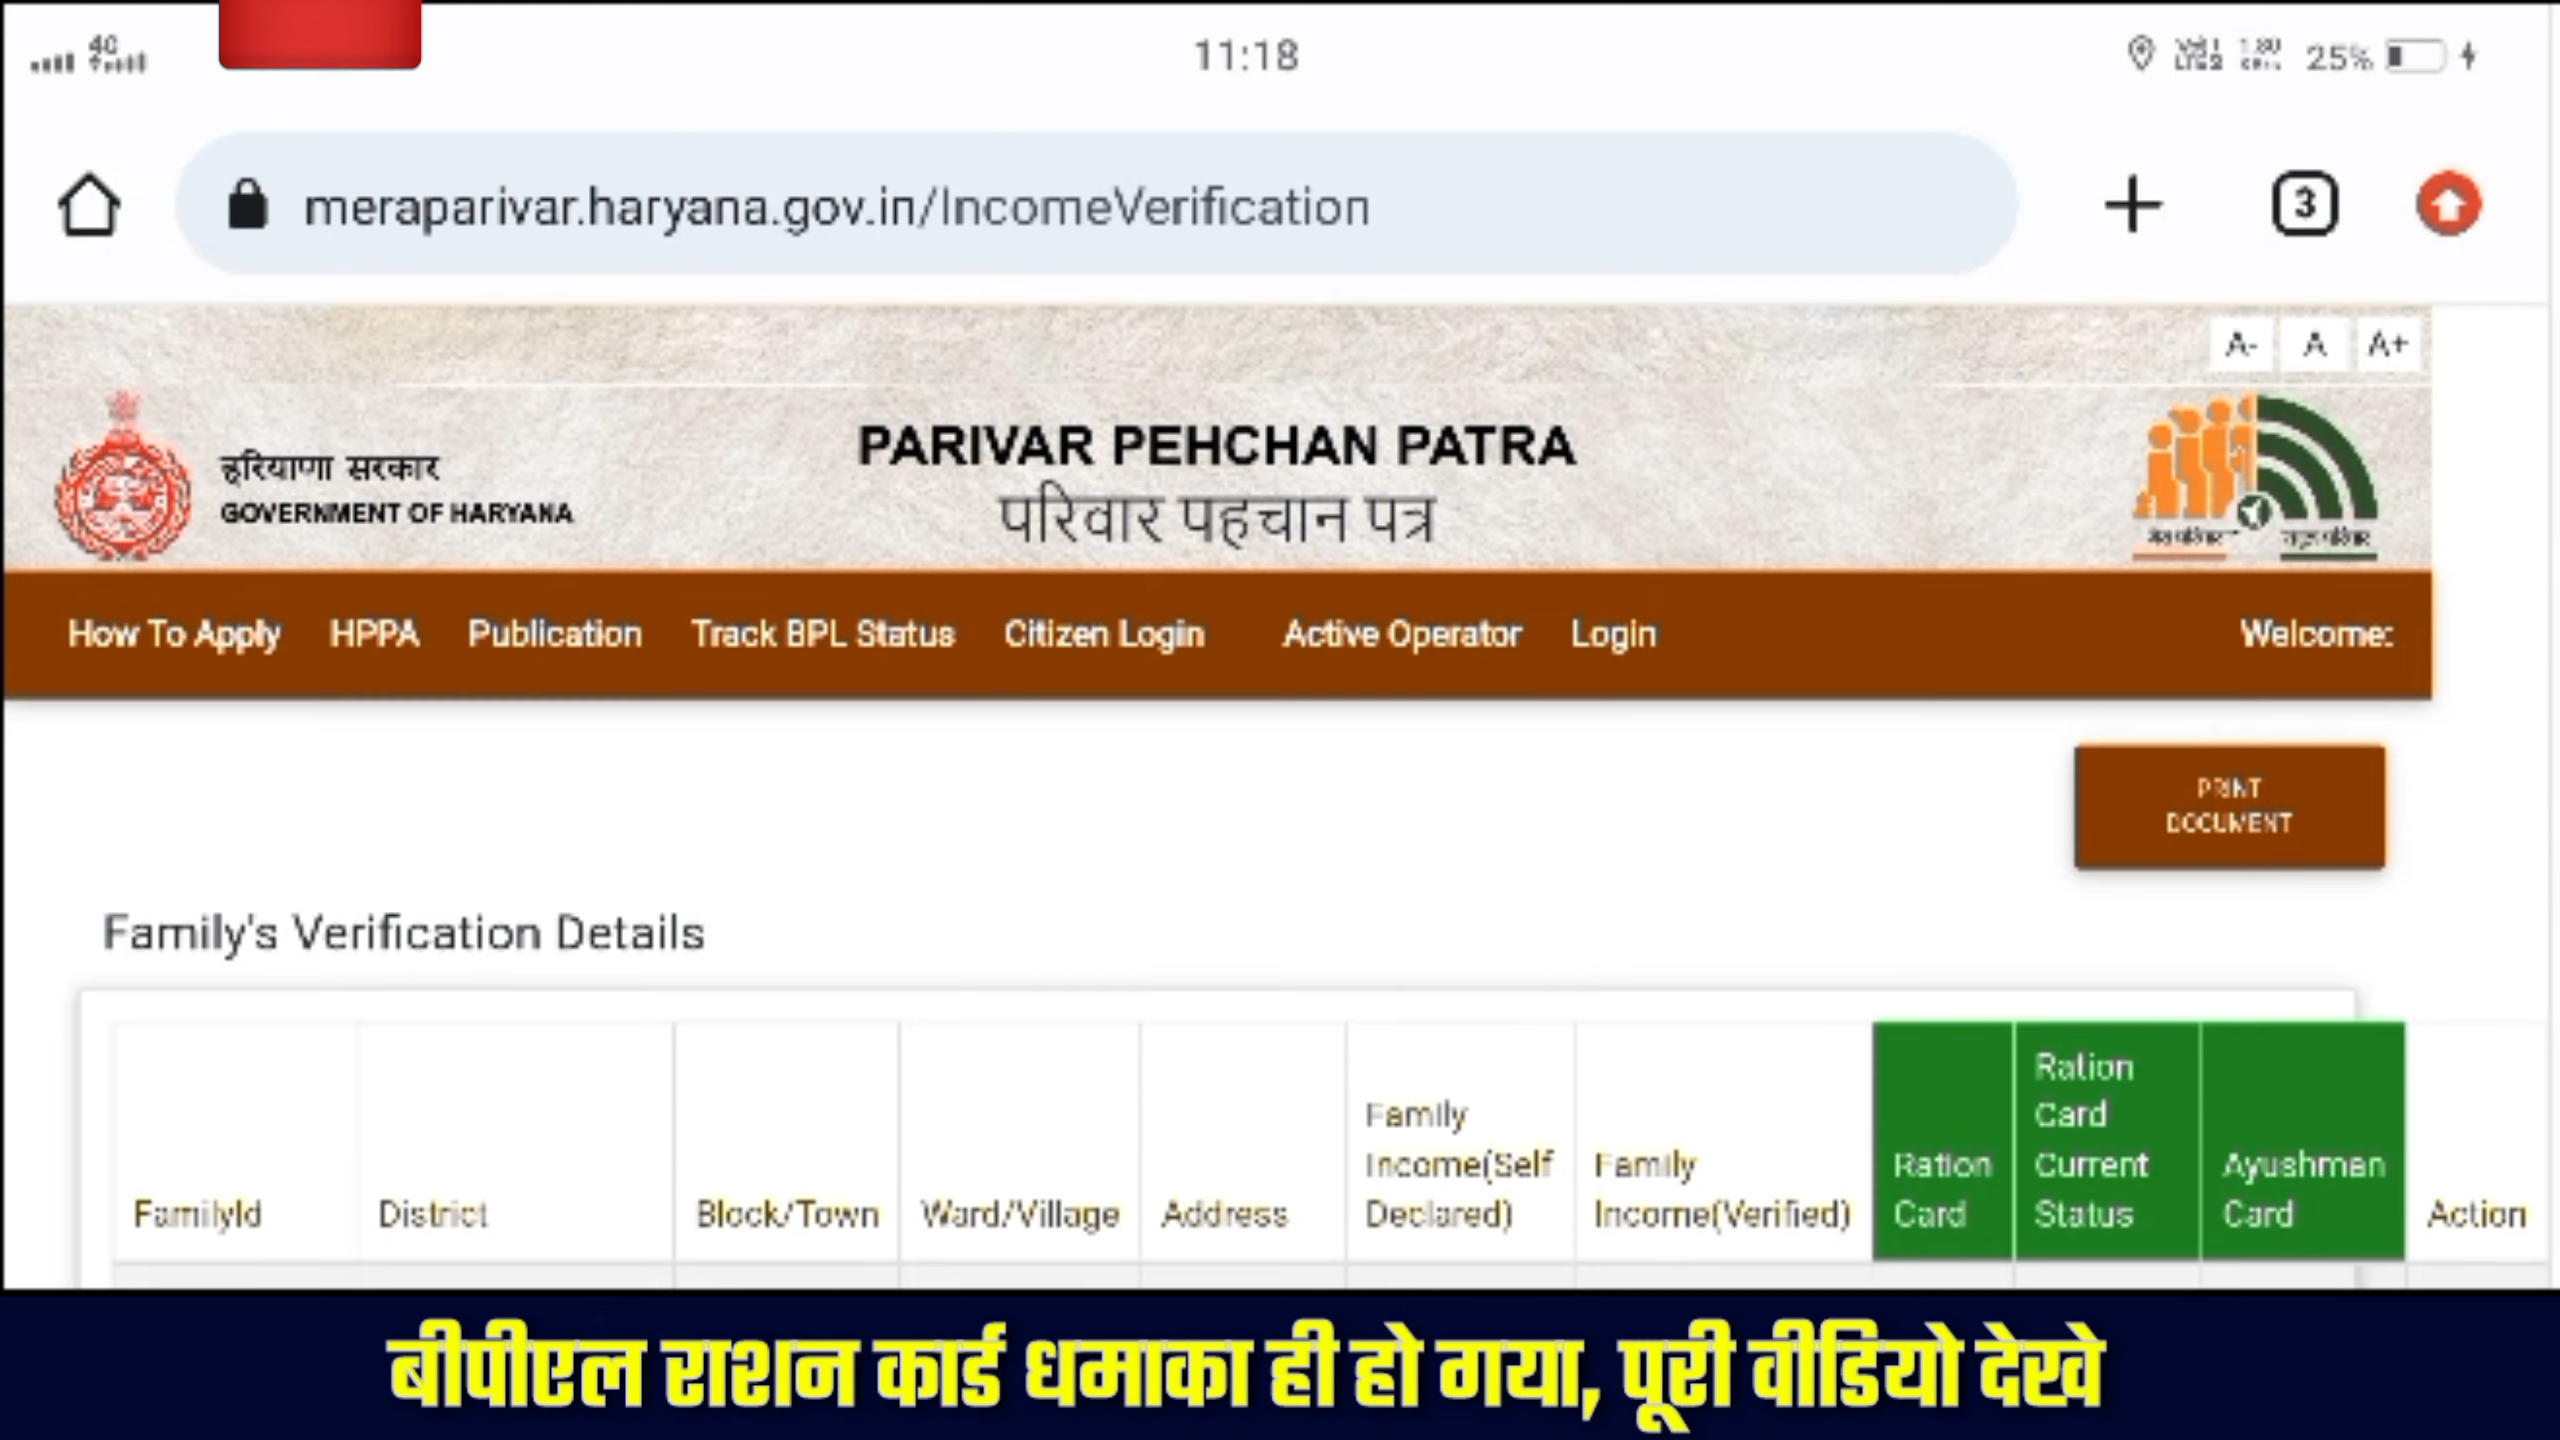 4G
11:18
25%
meraparivar.haryana.gov.in/IncomeVerification
3
A- A A+
हरियाणा सरकार
GOVERNMENT OF HARYANA
PARIVAR PEHCHAN PATRA
परिवार पहचान पत्र
How To Apply HPPA Publication Track BPL Status Citizen Login Active Operator Login Welcome:
PRINT
DOCUMENT
Family's Verification Details
FamilyId
District
Block/Town
Ward/Village
Address
Family
Income(Self
Declared)
Family
Income(Verified)
Ration
Card
Ration
Card
Current
Status
Ayushman
Card
Action
बीपीएल राशन कार्ड धमाका ही हो गया, पूरी वीडियो देखे